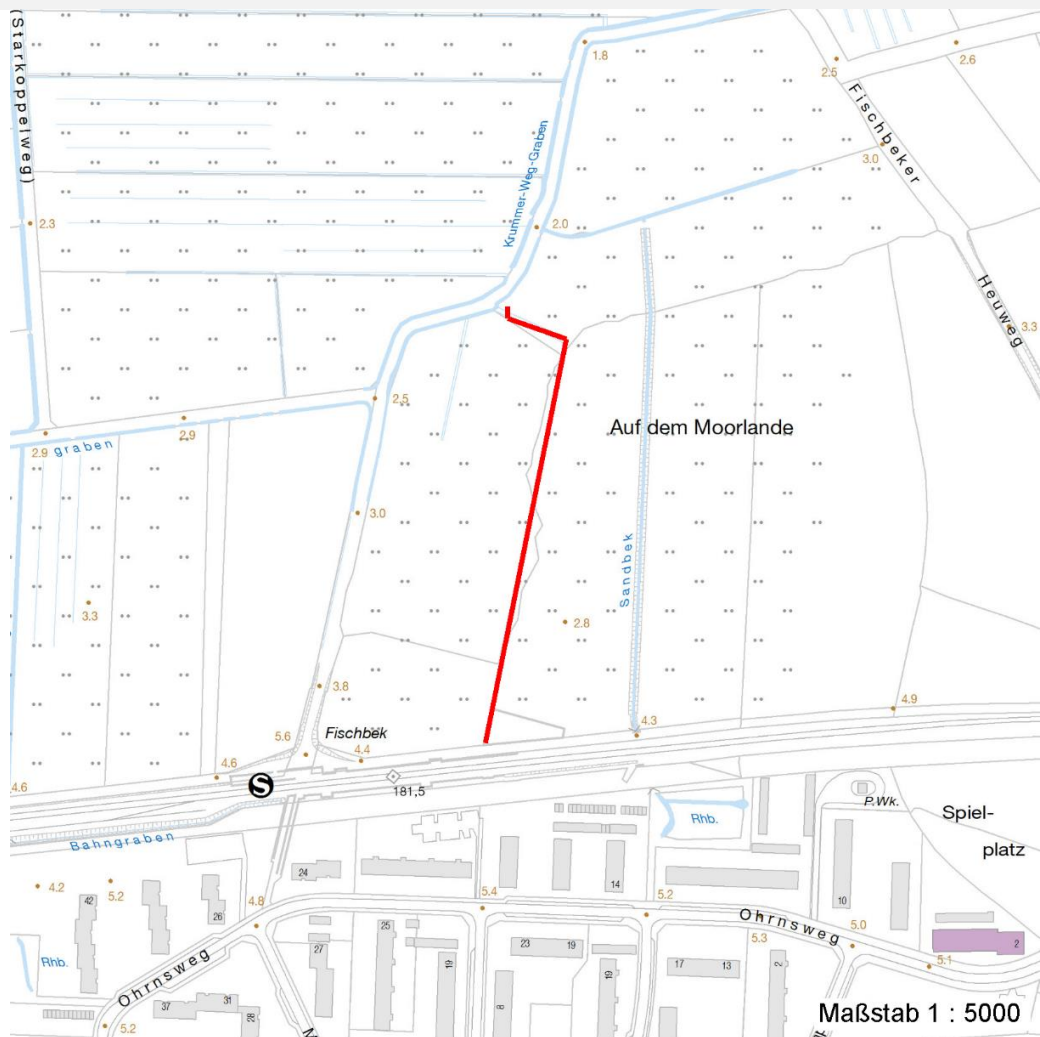 (Starkoppelweg)
1.8
2.6
2.5
Fischbeker
Heuweg
3.0
Krummer-Weg-Graben
2.3
2.0
3.3
2.5
2.9
2.9
graben
Auf dem Moorlande
3.0
Sandbek
3.3
2.8
3.8
4.9
4.3
Fischbek
5.6
4.4
4.6
4.6
S
181,5
Bahngraben
Rhb.
P.Wk.
Spiel-
platz
4.2
5.2
42
26
24
4.8
5.4
14
5.2
10
Ohrnsweg
5.0
5.3
2
5.1
Rhb.
Ohrnsweg
27
25
19
23
19
19
17
13
2
37
31
28
8
5.2
Maßstab 1 : 5000